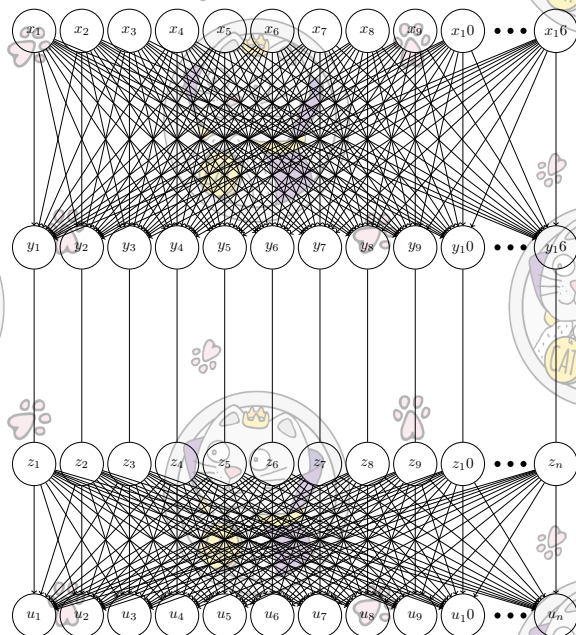 x₁ x₂ x₃ x₄ x₅ x₆ x₇ x₈ x₉ x₁0 ••• x₁6
y₁ y₂ y₃ y₄ y₅ y₆ y₇ y₈ y₉ y₁0 ••• y₁6
z₁ z₂ z₃ z₄ z₅ z₆ z₇ z₈ z₉ z₁0 ••• zₙ
CAT
u₁ u₂ u₃ u₄ u₅ u₆ u₇ u₈ u₉ u₁0 ••• uₙ